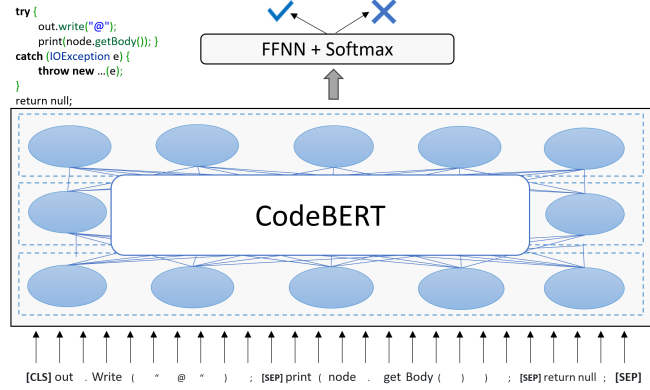 try {
out.write("@");
print(node.getBody()); }
catch (IOException e) {
throw new ...(e);
}
return null;
FFNN + Softmax
CodeBERT
[CLS] out . Write ( " @ " ) ; [SEP] print ( node . get Body ( ) ) ; [SEP] return null ; [SEP]